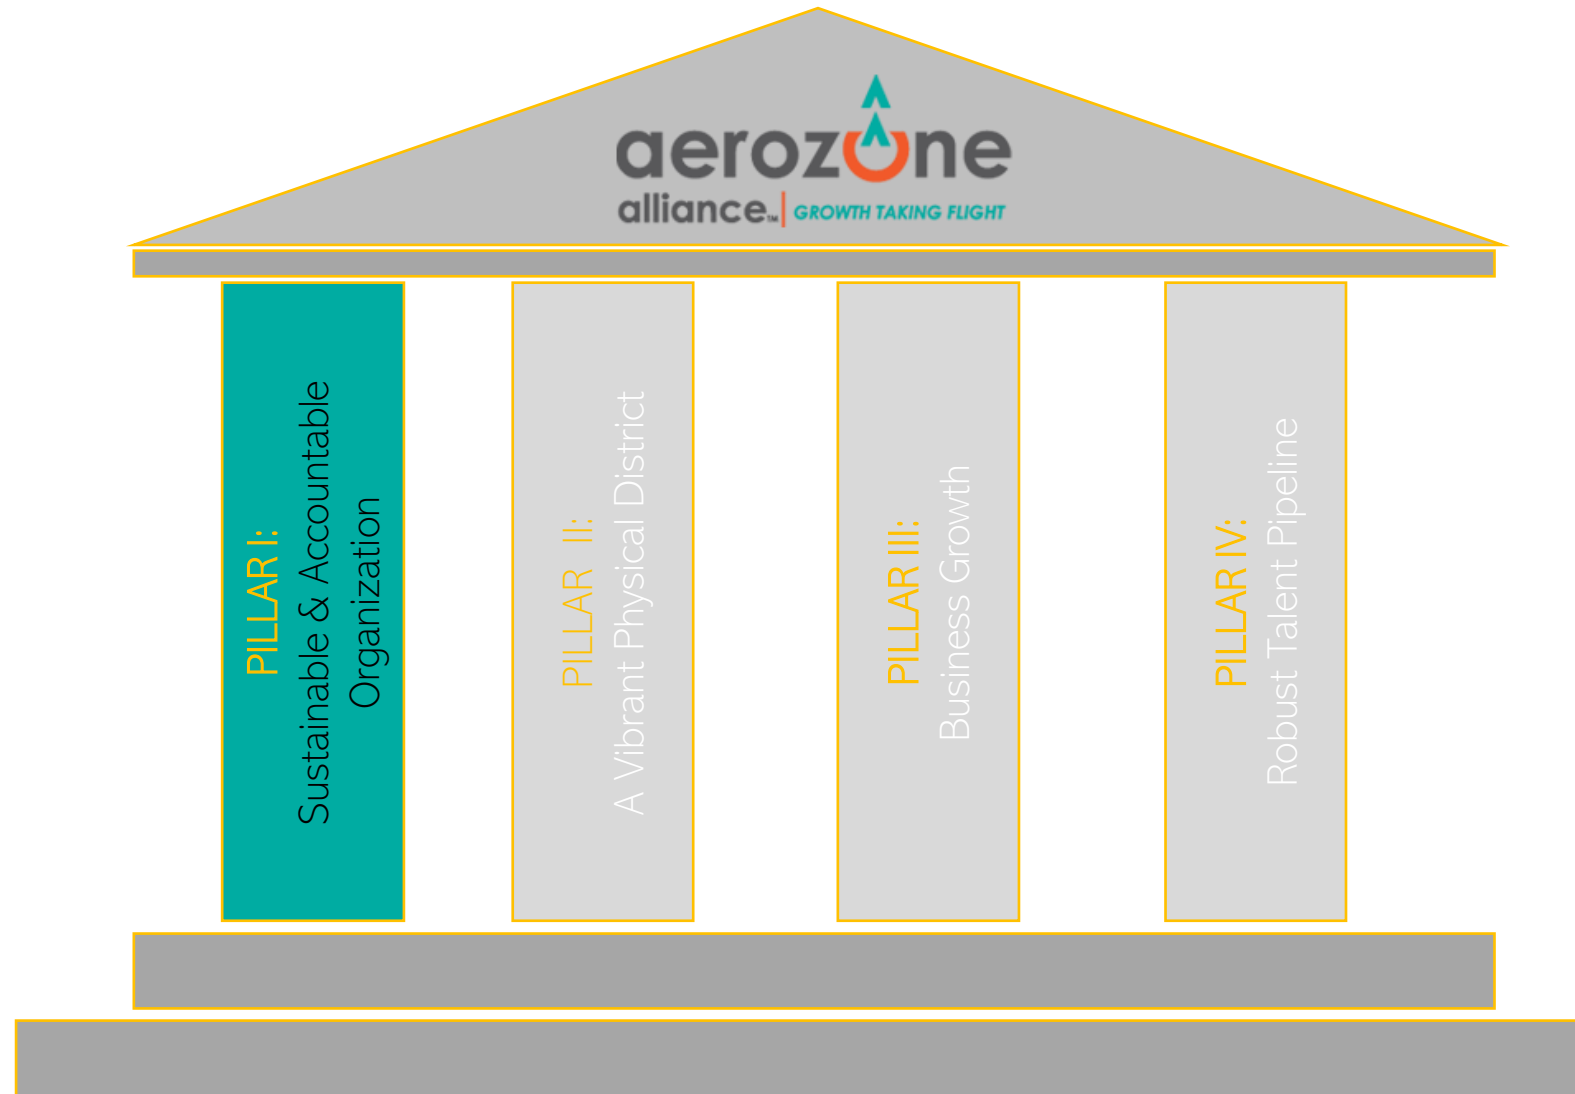 aerozone
alliance™ GROWTH TAKING FLIGHT
PILLAR I:
Sustainable & Accountable
Organization
PILLAR II:
A Vibrant Physical District
PILLAR III:
Business Growth
PILLAR IV:
Robust Talent Pipeline